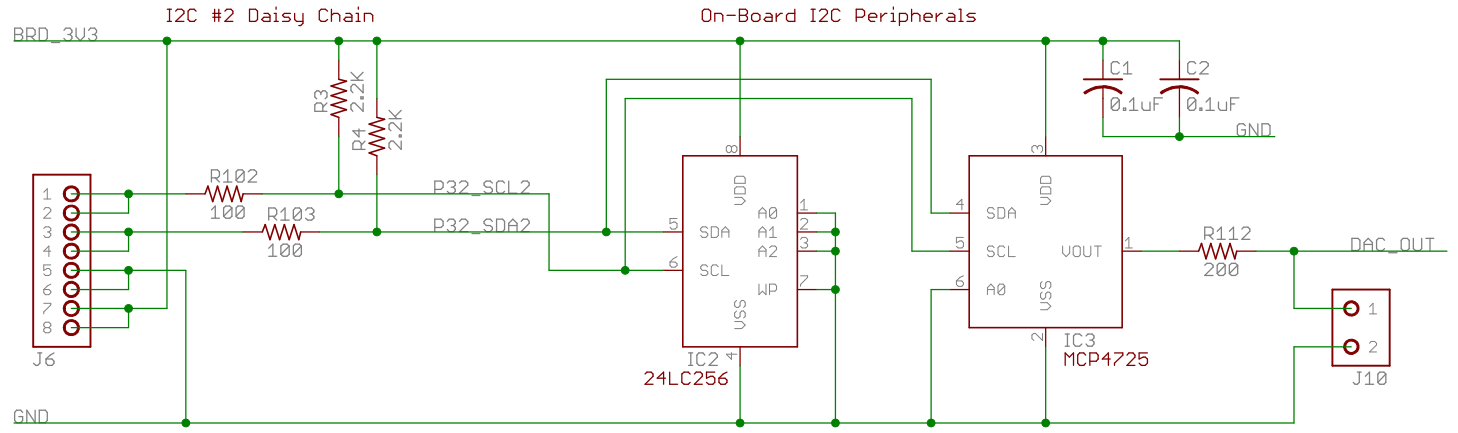 I2C #2 Daisy Chain
On-Board I2C Peripherals
BRD_3V3
R3
2.2K
R4
2.2K
C1
0.1uF
C2
0.1uF
GND
R102
100
R103
100
P32_SCL2
P32_SDA2
1
2
3
4
5
6
7
8
J6
8
VDD
5
SDA
6
SCL
A0
1
A1
2
A2
3
WP
7
VSS
4
IC2
24LC256
3
VDD
4
SDA
5
SCL
6
A0
VOUT
1
VSS
2
IC3
MCP4725
R112
200
DAC_OUT
1
2
J10
GND